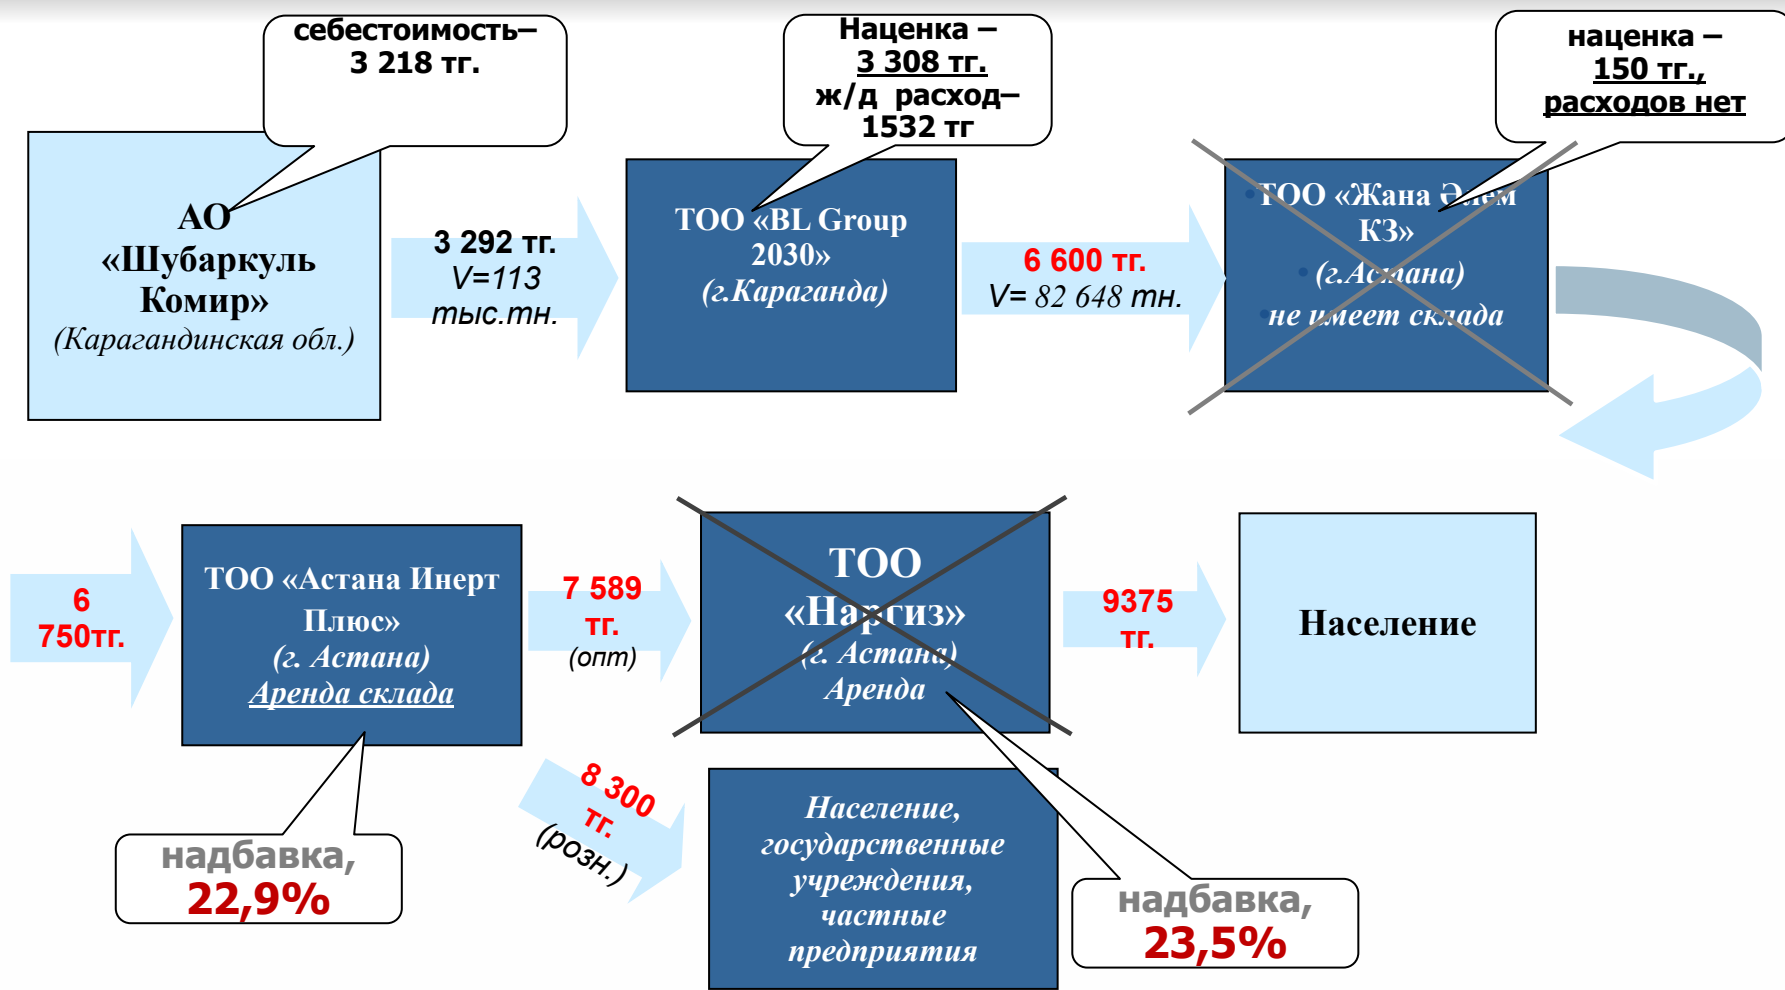 себестоимость–
3 218 тг.
Наценка –
3 308 тг.
ж/д расход–
1532 тг
наценка –
150 тг.,
расходов нет
АО
«Шубаркуль
Комир»
(Карагандинская обл.)
3 292 тг.
V=113
тыс.тн.
ТОО «BL Group
2030»
(г.Караганда)
6 600 тг.
V= 82 648 тн.
•ТОО «Жана Әлем
КЗ»
• (г.Астана)
•не имеет склада
6
750тг.
ТОО «Астана Инерт
Плюс»
(г. Астана)
Аренда склада
7 589
тг.
(опт)
ТОО
«Наргиз»
(г. Астана)
Аренда
9375
тг.
Население
8 300
тг.
(розн.)
Население,
государственные
учреждения,
частные
предприятия
надбавка,
22,9%
надбавка,
23,5%